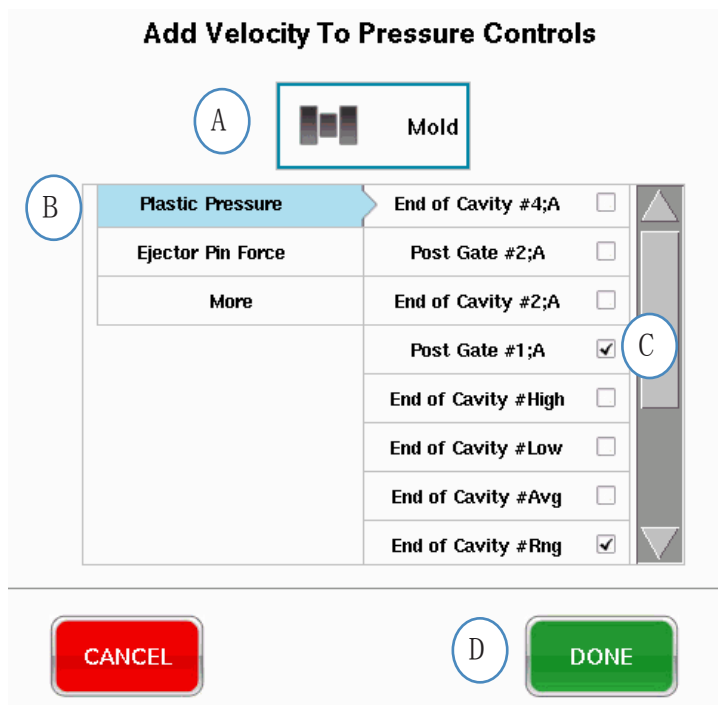 Add Velocity To Pressure Controls
A
Mold
B
Plastic Pressure
End of Cavity #4;A
Ejector Pin Force
Post Gate #2;A
More
End of Cavity #2;A
Post Gate #1;A
C
End of Cavity #High
End of Cavity #Low
End of Cavity #Avg
End of Cavity #Rng
CANCEL
D
DONE